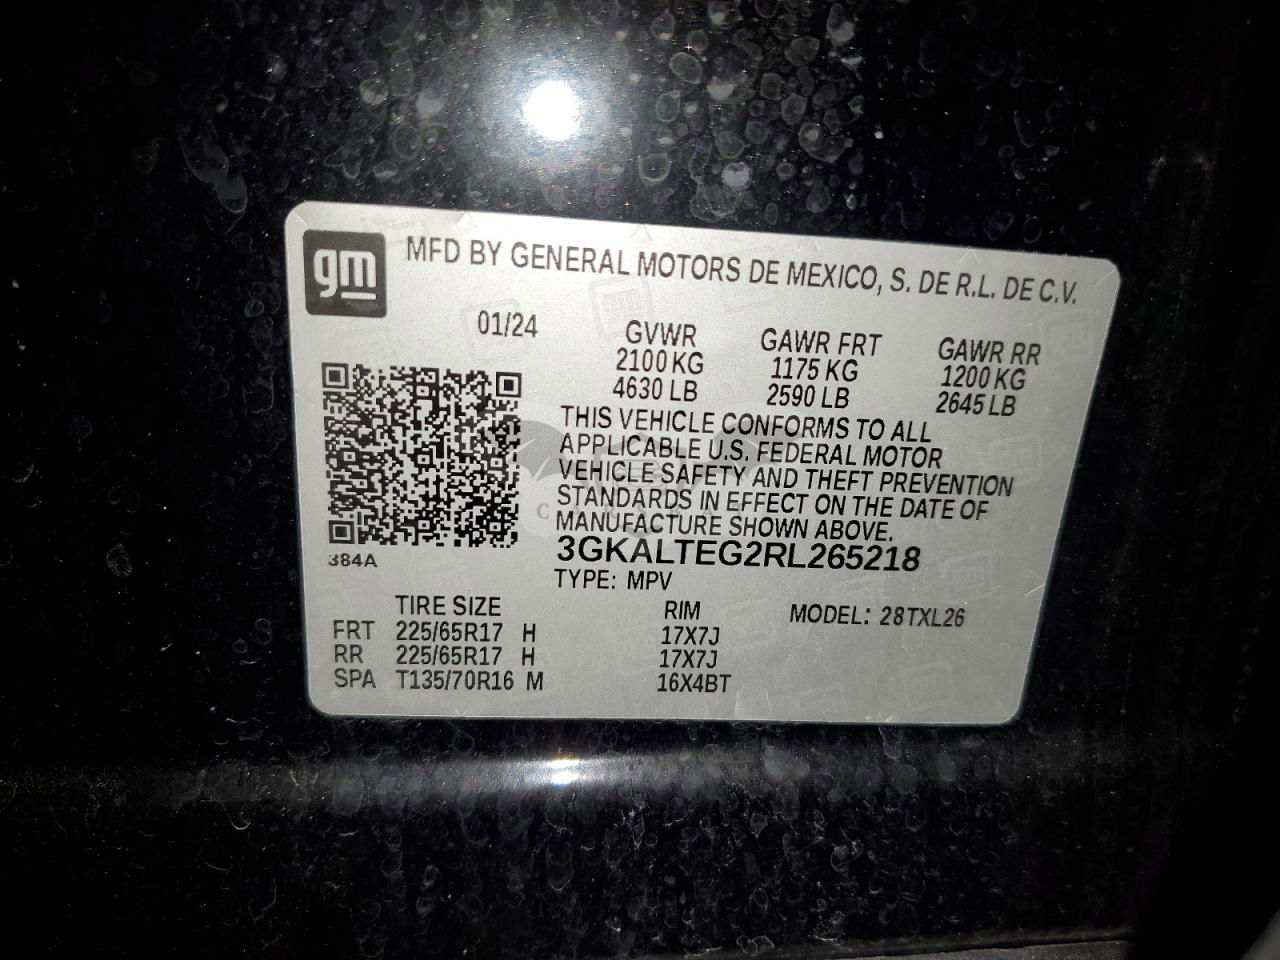 gm
MFD BY GENERAL MOTORS DE MEXICO, S. DE R.L. DE C.V.
01/24
GVWR GAWR FRT GAWR RR
2100 KG 1175 KG 1200 KG
4630 LB 2590 LB 2645 LB
THIS VEHICLE CONFORMS TO ALL
APPLICABLE U.S. FEDERAL MOTOR
VEHICLE SAFETY AND THEFT PREVENTION
STANDARDS IN EFFECT ON THE DATE OF
MANUFACTURE SHOWN ABOVE.
3GKALTEG2RL265218
384A
TYPE: MPV
TIRE SIZE RIM MODEL: 28TXL26
FRT 225/65R17 H 17X7J
RR 225/65R17 H 17X7J
SPA T135/70R16 M 16X4BT